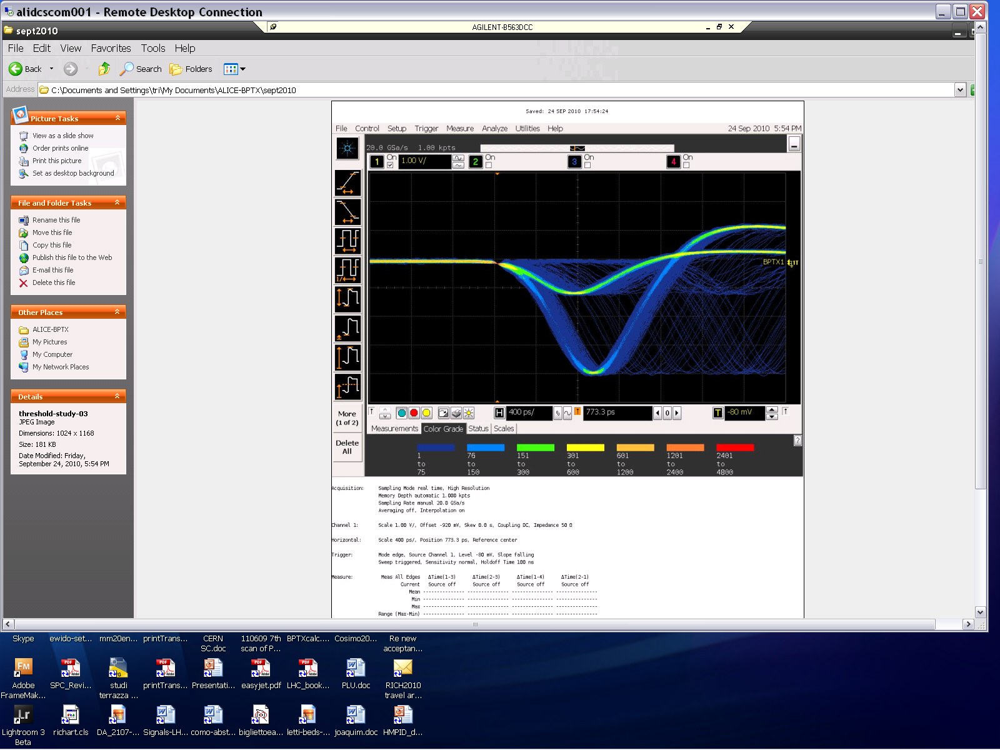 alidcscom001 - Remote Desktop Connection
AGILENT-B563DCC
sept2010
File Edit View Favorites Tools Help
Back Search Folders
Address C:\Documents and Settings\tri\My Documents\ALICE-BPTX\sept2010
Picture Tasks
View as a slide show
Order prints online
Print this picture
Set as desktop background
File and Folder Tasks
Rename this file
Move this file
Copy this file
Publish this file to the Web
E-mail this file
Delete this file
Other Places
ALICE-BPTX
My Pictures
My Computer
My Network Places
Details
threshold-study-03
JPEG Image
Dimensions: 1024 x 1168
Size: 181 KB
Date Modified: Friday,
September 24, 2010, 5:54 PM
Saved: 24 SEP 2010 17:54:24
File Control Setup Trigger Measure Analyze Utilities Help 24 Sep 2010 5:54 PM
20.0 GSa/s 1.00 kpts
1 On 1.00 V/ 2 On 3 On 4 On
BPTX1
More
(1 of 2)
Delete
All
H 400 ps/ 773.3 ps 0 T -80 mV
Measurements Color Grade Status Scales
1 76 151 301 601 1201 2401
to to to to to to to
75 150 300 600 1200 2400 4800
Acquisition: Sampling Mode real time, High Resolution
Memory Depth automatic 1.000 kpts
Sampling Rate manual 20.0 GSa/s
Averaging off, Interpolation on
Channel 1: Scale 1.00 V/, Offset -920 mV, Skew 0.0 s, Coupling DC, Impedance 50 Ω
Horizontal: Scale 400 ps/, Position 773.3 ps, Reference center
Trigger: Mode edge, Source Channel 1, Level -80 mV, Slope falling
Sweep triggered, Sensitivity normal, Holdoff Time 100 ns
Measure: Meas All Edges ΔTime(1-3) ΔTime(2-3) ΔTime(1-4) ΔTime(2-1)
Current Source off Source off Source off Source off
Mean --------------- --------------- --------------- ---------------
Min --------------- --------------- --------------- ---------------
Max --------------- --------------- --------------- ---------------
Range (Max-Min) --------------- --------------- --------------- ---------------
Skype ewido-set... mm20en... printTrans... CERN SC.doc 110609 7th scan of P... BPTXcalc.... Cosimo20... Re new acceptan...
Adobe FrameMak... SPC_Revi... studi terrazza ... printTrans... Presentati... easyjet.pdf LHC_book... PLU.doc RICH2010 travel ar...
Lightroom 3 Beta richart.cls DA_2107-... Signals-LH... como-abst... bigliettoea... letti-beds-... joaquim.doc HMPID_d...